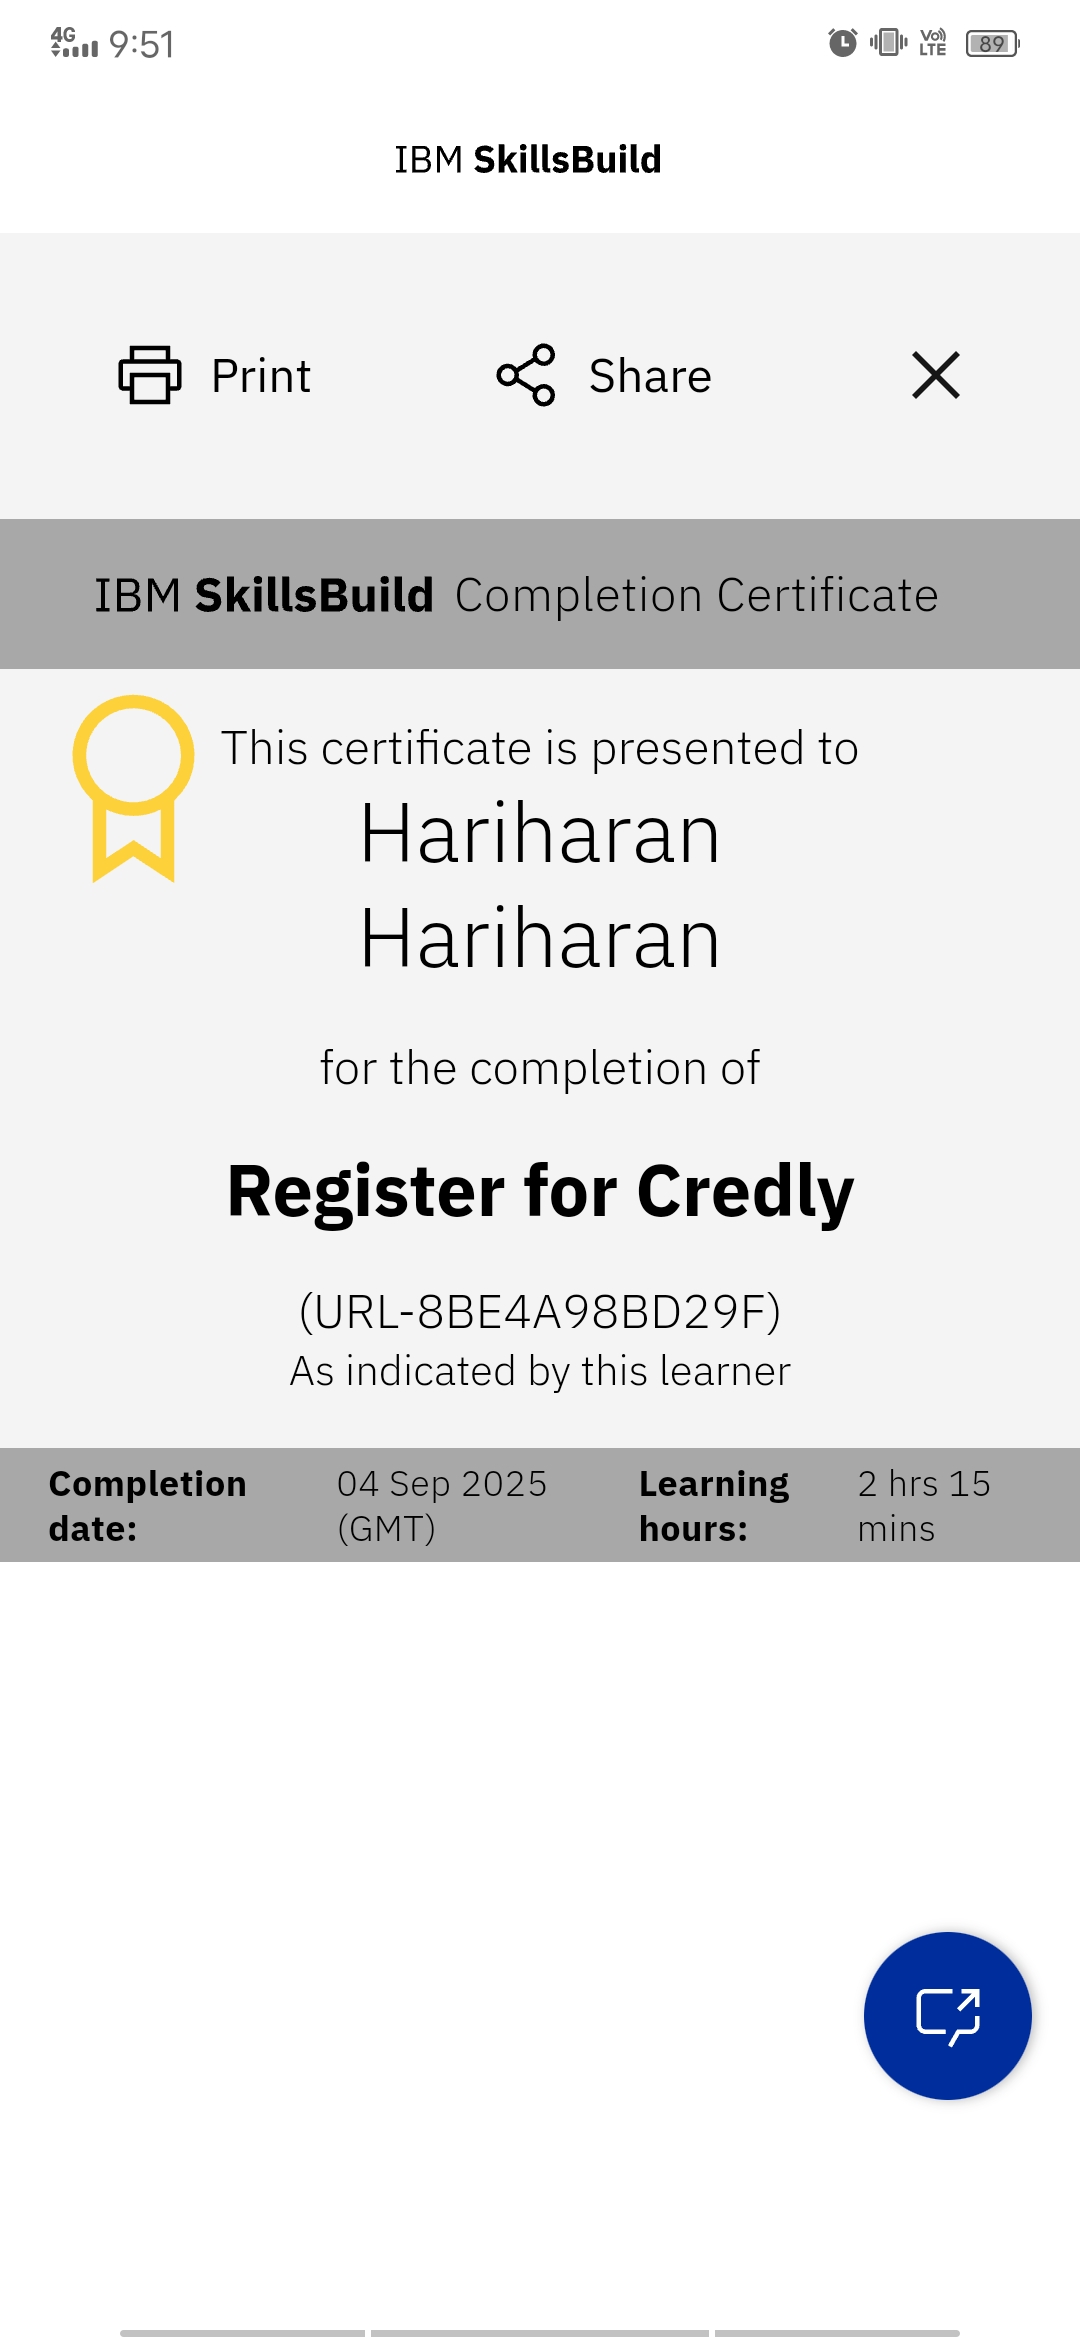 4G 9:51 Vo) LTE 89
IBM SkillsBuild
Print Share
IBM SkillsBuild Completion Certificate
This certificate is presented to
Hariharan
Hariharan
for the completion of
Register for Credly
(URL-8BE4A98BD29F)
As indicated by this learner
Completion date: 04 Sep 2025 (GMT) Learning hours: 2 hrs 15 mins